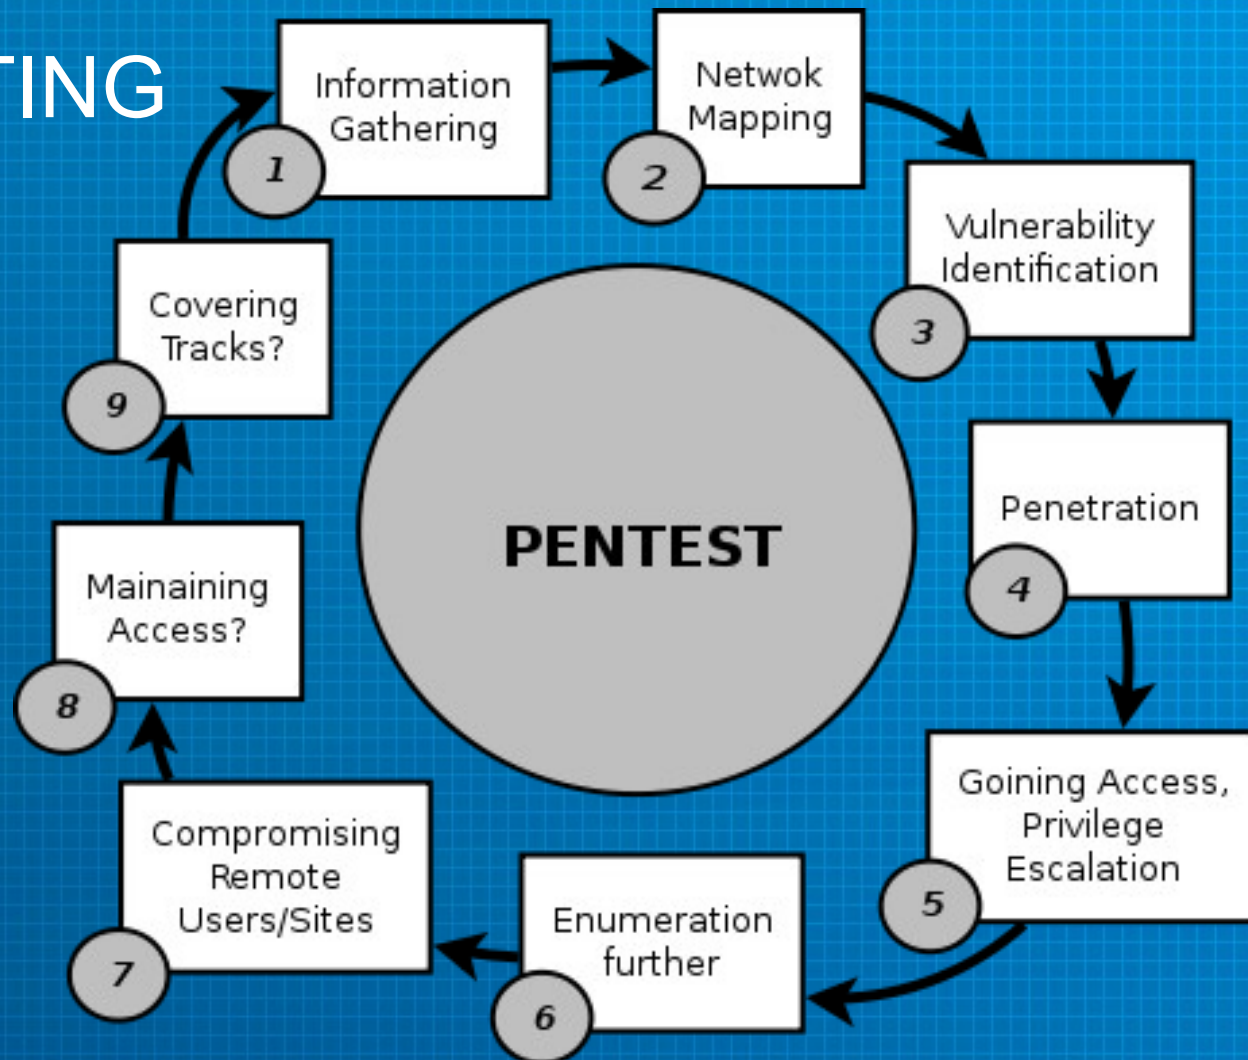 TING
Information
Gathering
1
Netwok
Mapping
2
Vulnerability
Identification
3
Penetration
4
Goining Access,
Privilege
Escalation
5
Enumeration
further
6
Compromising
Remote
Users/Sites
7
Mainaining
Access?
8
Covering
Tracks?
9
PENTEST